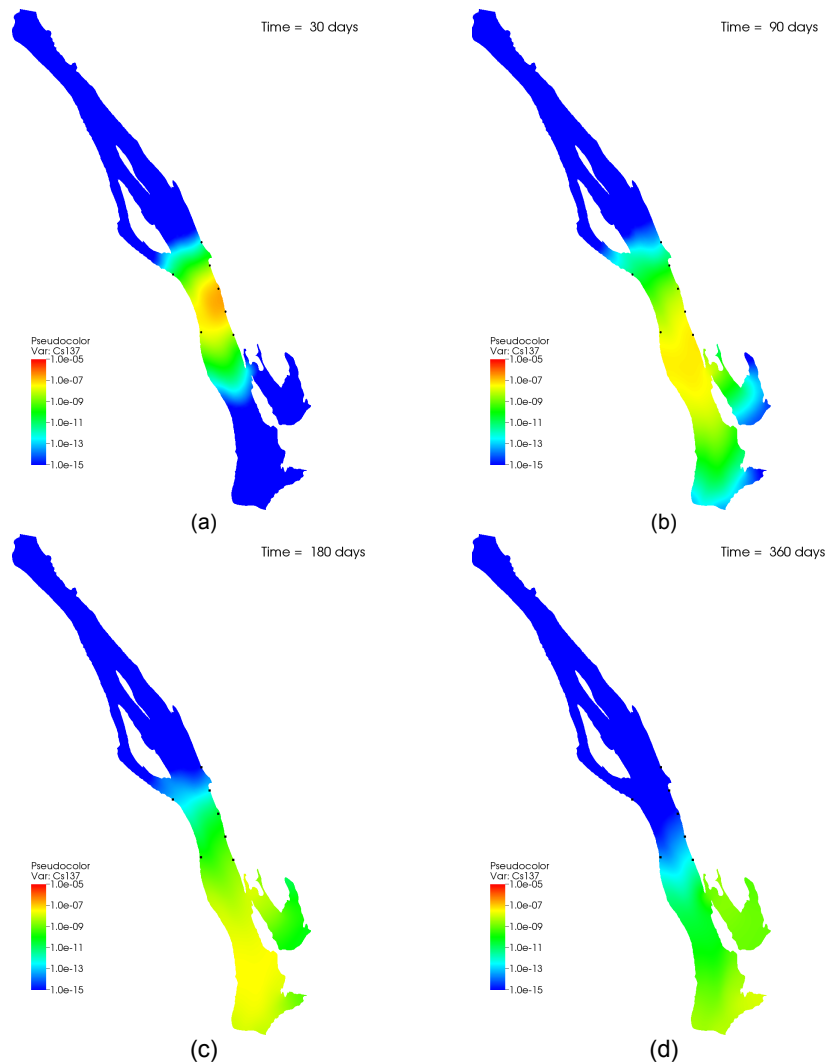 Time = 30 days
Pseudocolor
Var: Cs137
1.0e-05
1.0e-07
1.0e-09
1.0e-11
1.0e-13
1.0e-15
(a)
Time = 90 days
Pseudocolor
Var: Cs137
1.0e-05
1.0e-07
1.0e-09
1.0e-11
1.0e-13
1.0e-15
(b)
Time = 180 days
Pseudocolor
Var: Cs137
1.0e-05
1.0e-07
1.0e-09
1.0e-11
1.0e-13
1.0e-15
(c)
Time = 360 days
Pseudocolor
Var: Cs137
1.0e-05
1.0e-07
1.0e-09
1.0e-11
1.0e-13
1.0e-15
(d)